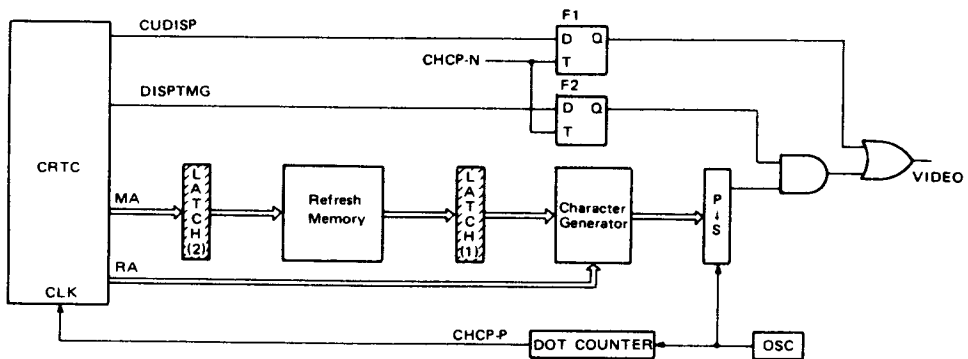 F1
CUDISP
D Q
CHCP-N
T
F2
DISPTMG
D Q
T
CRTC
VIDEO
MA
LATCH(2)
Refresh
Memory
LATCH(1)
Character
Generator
P→S
RA
CLK
CHCP-P
DOT COUNTER
OSC